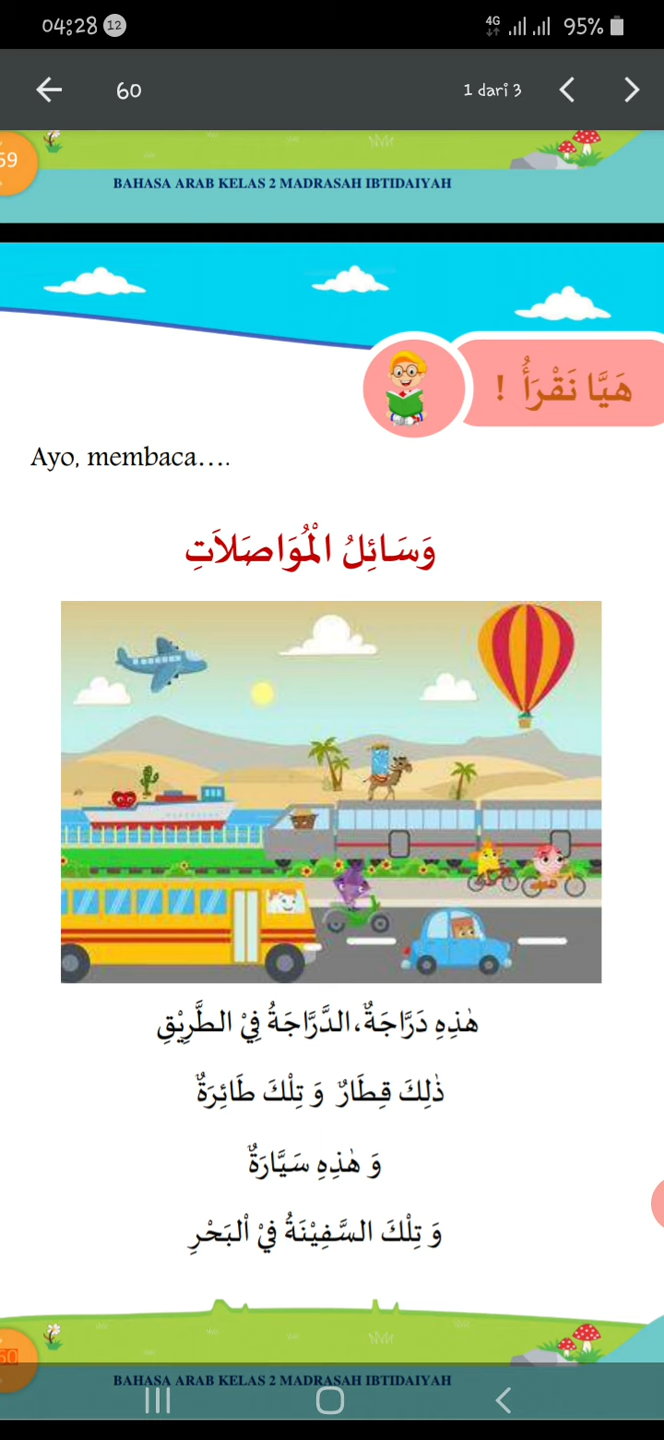 04:28 12 4G 95%
60 1 dari 3
59
BAHASA ARAB KELAS 2 MADRASAH IBTIDAIYAH
هَيَّا نَقْرَأُ !
Ayo, membaca....
وَسَائِلُ الْمُوَاصَلاَتِ
هٰذِهِ دَرَّاجَةٌ، الدَّرَّاجَةُ فِيْ الطَّرِيْقِ
ذٰلِكَ قِطَارٌ وَ تِلْكَ طَائِرَةٌ
وَ هٰذِهِ سَيَّارَةٌ
وَ تِلْكَ السَّفِيْنَةُ فِيْ اْلبَحْرِ
60
BAHASA ARAB KELAS 2 MADRASAH IBTIDAIYAH